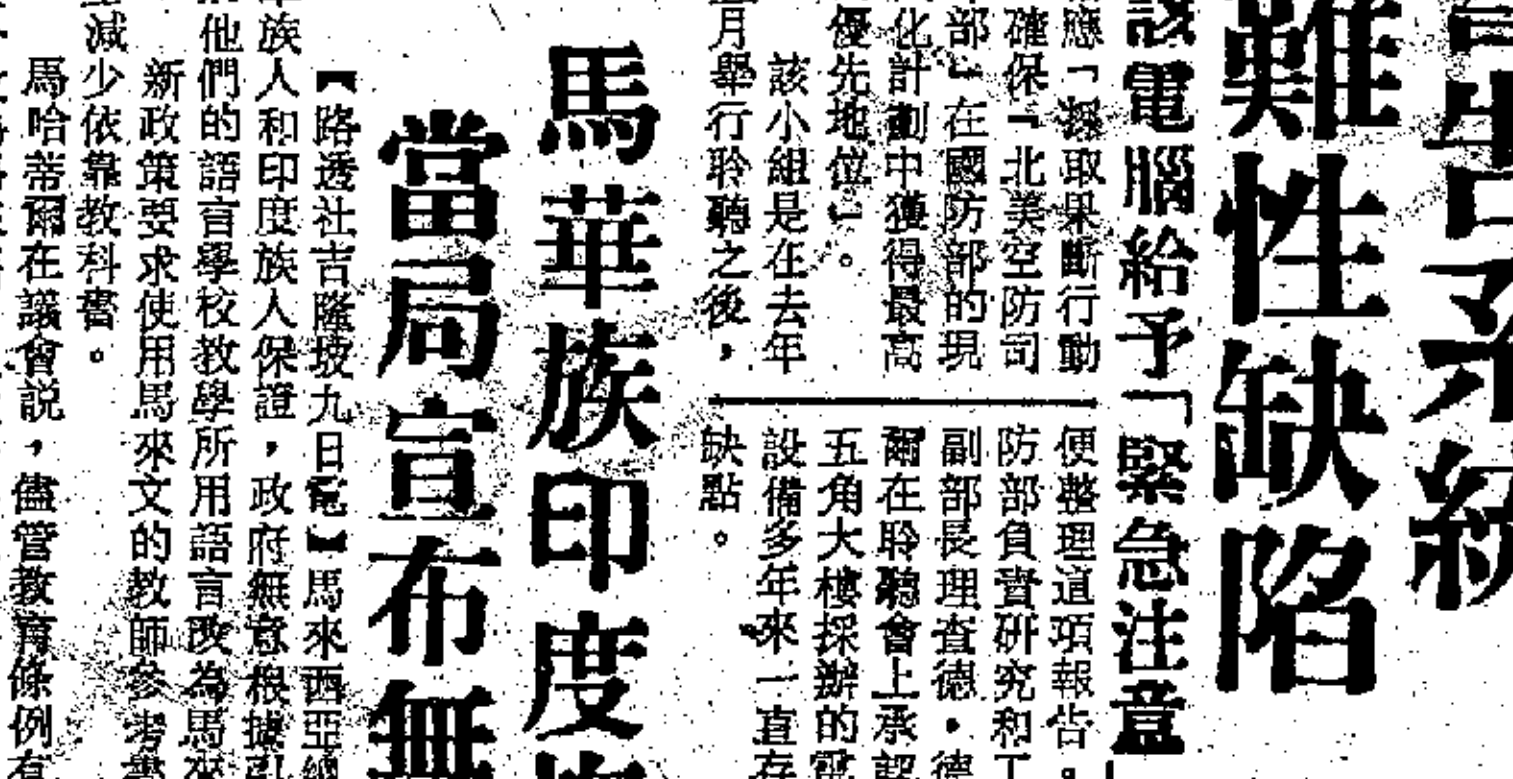 統
難性缺陷
該電腦給予「緊急注意
應「採取果斷行動
確保「北美空防司
部」在國防部的現
化計劃中獲得最高
優先地位」。
該小組是在去年
月舉行聆聽之後，
便整理道項報告。
防部負責研究和工
副部長理查德·德
爾在聆聽會上承認
五角大樓採辦的電
設備多年來一直存
缺點。
馬華族印度
當局宣布無
【路透社吉隆坡九日電】馬來西亞總
族人和印度族人保證，政府無意根據引
他們的語言學校教學所用語言改為馬來
新政策要求使用馬來文的教師參考書
減少依靠教科書。
馬哈蒂爾在議會説，儘管教育條例有